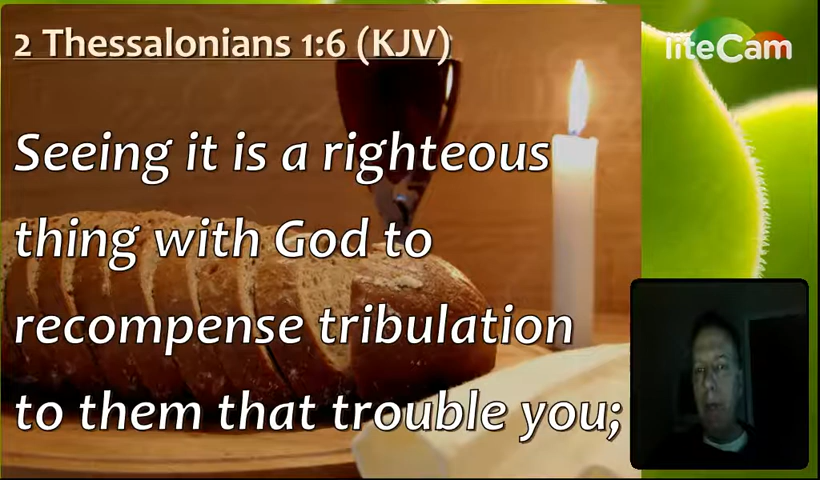 2 Thessalonians 1:6 (KJV)
liteCam
Seeing it is a righteous
thing with God to
recompense tribulation
to them that trouble you;